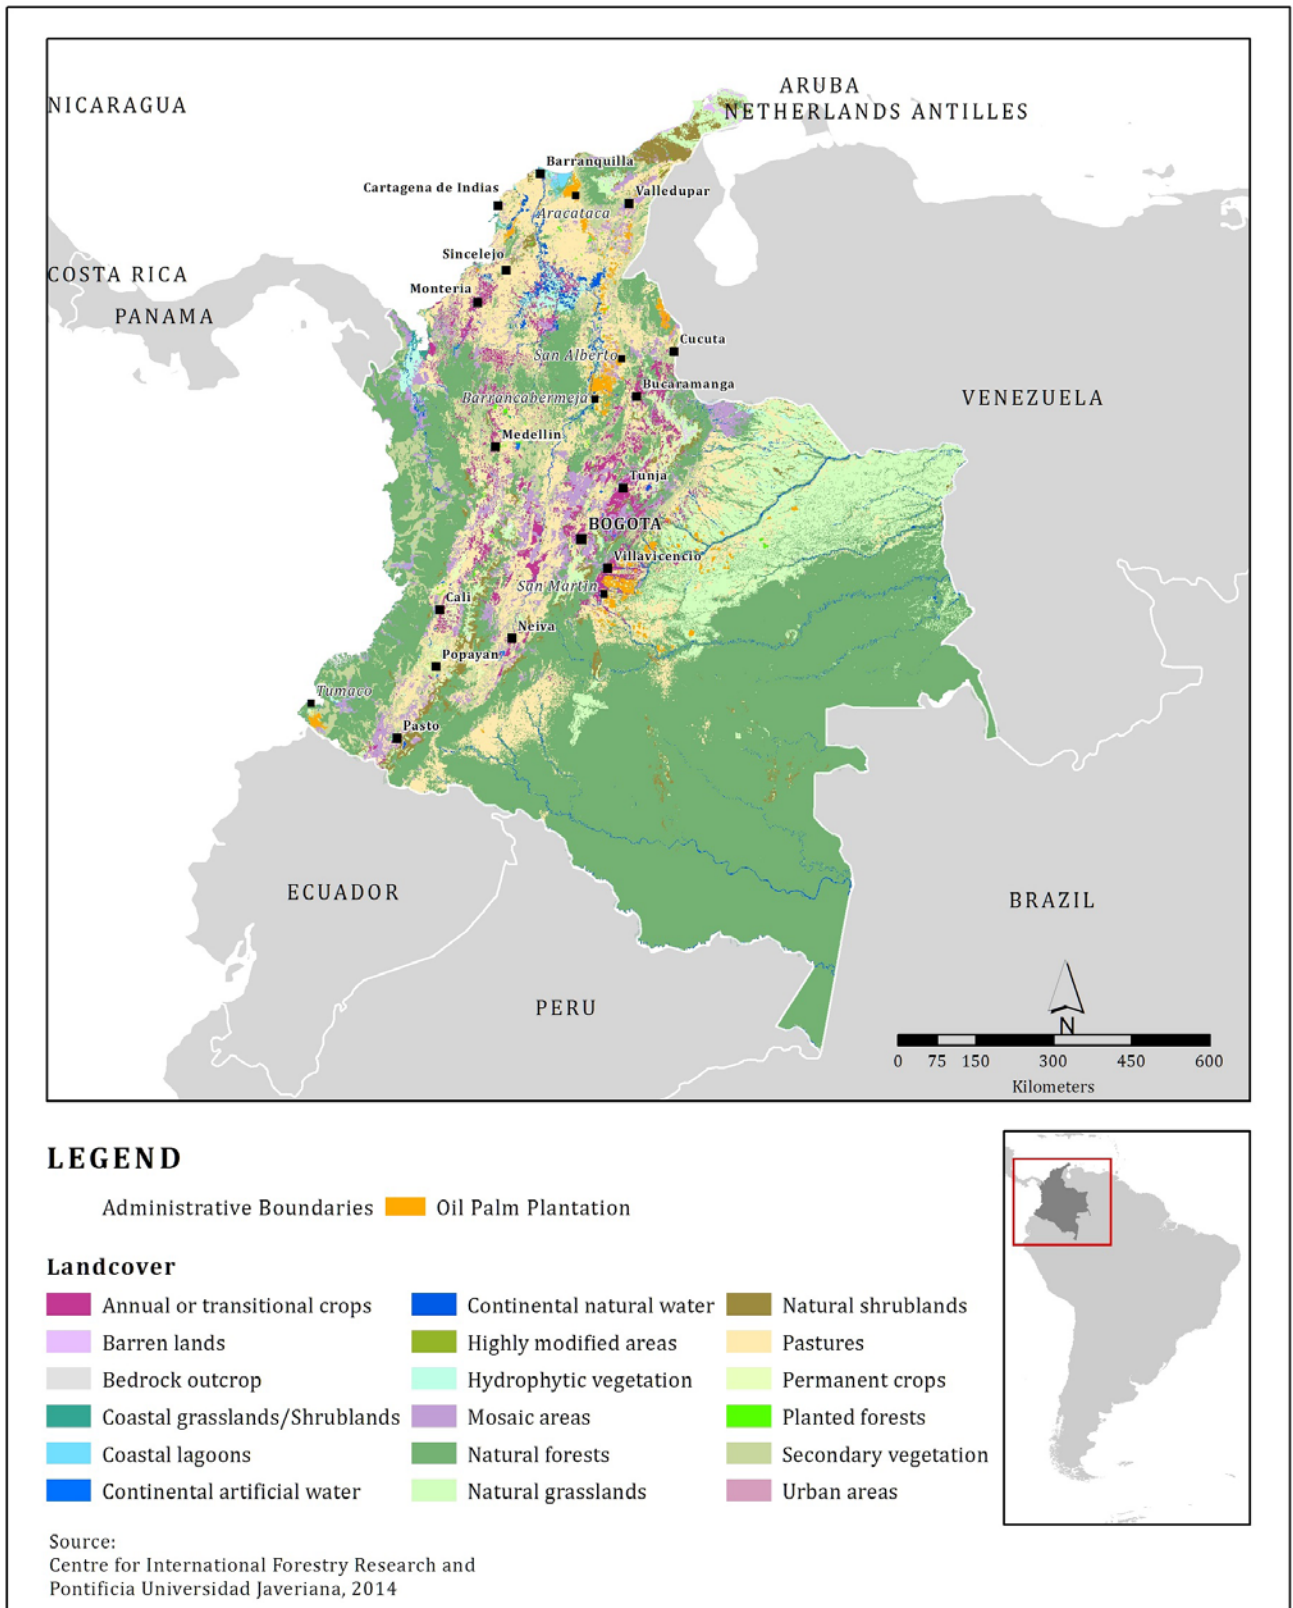 ARUBA
NICARAGUA
NETHERLANDS ANTILLES
Barranquilla
Cartagena de Indias
Valledupar
Aracataca
Sincelejo
COSTA RICA
Monteria
PANAMA
Cucuta
San Alberto
Bucaramanga
Barrancabermeja
VENEZUELA
Medellin
Tunja
BOGOTA
Villavicencio
San Martin
Cali
Neiva
Popayan
Tumaco
Pasto
ECUADOR
BRAZIL
PERU
N
0 75 150 300 450 600
Kilometers
LEGEND
Administrative Boundaries
Oil Palm Plantation
Landcover
Annual or transitional crops
Barren lands
Bedrock outcrop
Coastal grasslands/Shrublands
Coastal lagoons
Continental artificial water
Continental natural water
Highly modified areas
Hydrophytic vegetation
Mosaic areas
Natural forests
Natural grasslands
Natural shrublands
Pastures
Permanent crops
Planted forests
Secondary vegetation
Urban areas
Source:
Centre for International Forestry Research and
Pontificia Universidad Javeriana, 2014